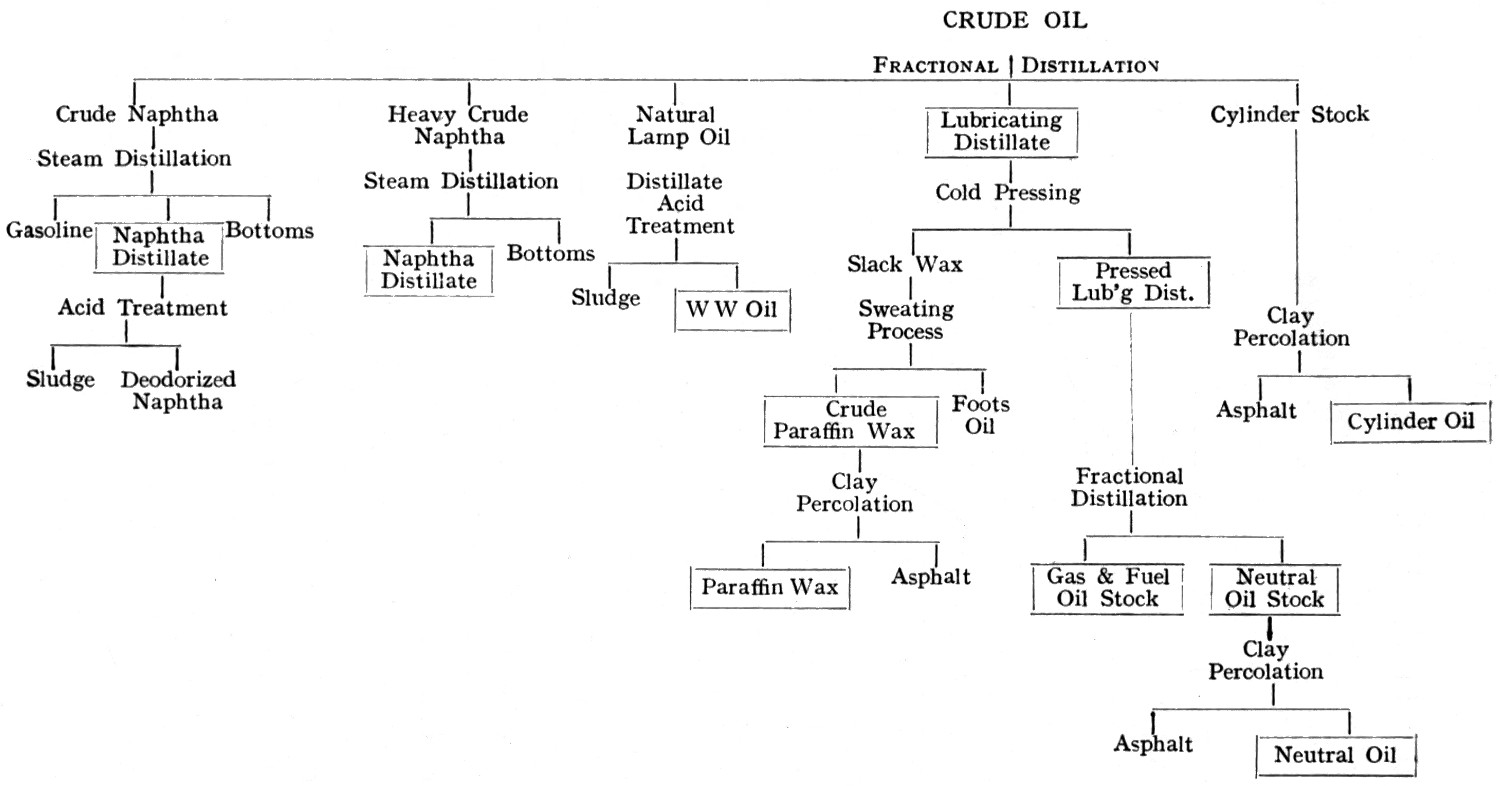 CRUDE OIL
FRACTIONAL DISTILLATION
Crude Naphtha
Steam Distillation
Gasoline
Naphtha
Distillate
Bottoms
Acid Treatment
Sludge
Deodorized
Naphtha
Heavy Crude
Naphtha
Steam Distillation
Naphtha
Distillate
Bottoms
Natural
Lamp Oil
Distillate
Acid
Treatment
Sludge
W W Oil
Lubricating
Distillate
Cold Pressing
Slack Wax
Sweating
Process
Crude
Paraffin Wax
Foots
Oil
Clay
Percolation
Paraffin Wax
Asphalt
Pressed
Lub'g Dist.
Fractional
Distillation
Gas & Fuel
Oil Stock
Neutral
Oil Stock
Clay
Percolation
Asphalt
Neutral Oil
Cylinder Stock
Clay
Percolation
Asphalt
Cylinder Oil